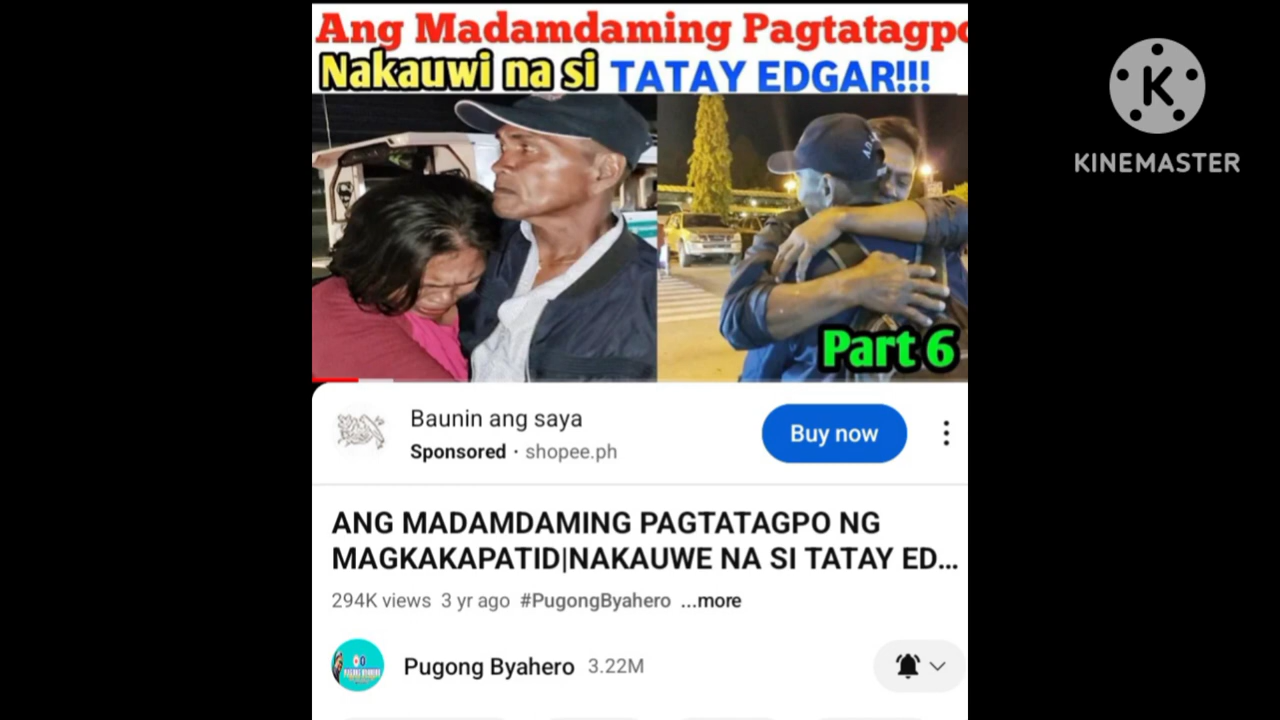 Ang Madamdaming Pagtatagpo
Nakauwi na si TATAY EDGAR!!!
Part 6
KINEMASTER
Baunin ang saya
Sponsored · shopee.ph
Buy now
ANG MADAMDAMING PAGTATAGPO NG
MAGKAKAPATID|NAKAUWE NA SI TATAY ED...
294K views 3 yr ago #PugongByahero ...more
Pugong Byahero 3.22M